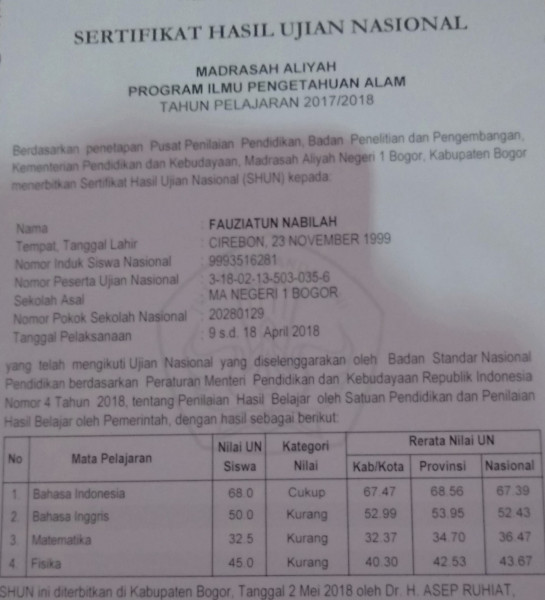 SERTIFIKAT HASIL UJIAN NASIONAL
MADRASAH ALIYAH
PROGRAM ILMU PENGETAHUAN ALAM
TAHUN PELAJARAN 2017/2018
Berdasarkan penetapan Pusat Penilaian Pendidikan, Badan Penelitian dan Pengembangan,
Kementerian Pendidikan dan Kebudayaan, Madrasah Aliyah Negeri 1 Bogor, Kabupaten Bogor
menerbitkan Sertifikat Hasil Ujian Nasional (SHUN) kepada:
Nama : FAUZIATUN NABILAH
Tempat, Tanggal Lahir : CIREBON, 23 NOVEMBER 1999
Nomor Induk Siswa Nasional : 9993516281
Nomor Peserta Ujian Nasional : 3-18-02-13-503-035-6
Sekolah Asal : MA NEGERI 1 BOGOR
Nomor Pokok Sekolah Nasional : 20280129
Tanggal Pelaksanaan : 9 s.d. 18 April 2018
yang telah mengikuti Ujian Nasional yang diselenggarakan oleh Badan Standar Nasional
Pendidikan berdasarkan Peraturan Menteri Pendidikan dan Kebudayaan Republik Indonesia
Nomor 4 Tahun 2018, tentang Penilaian Hasil Belajar oleh Satuan Pendidikan dan Penilaian
Hasil Belajar oleh Pemerintah, dengan hasil sebagai berikut:
No Mata Pelajaran Nilai UN Siswa Kategori Nilai Rerata Nilai UN
Kab/Kota Provinsi Nasional
1. Bahasa Indonesia 68.0 Cukup 67.47 68.56 67.39
2. Bahasa Inggris 50.0 Kurang 52.99 53.95 52.43
3. Matematika 32.5 Kurang 32.37 34.70 36.47
4. Fisika 45.0 Kurang 40.30 42.53 43.67
SHUN ini diterbitkan di Kabupaten Bogor, Tanggal 2 Mei 2018 oleh Dr. H. ASEP RUHIAT,